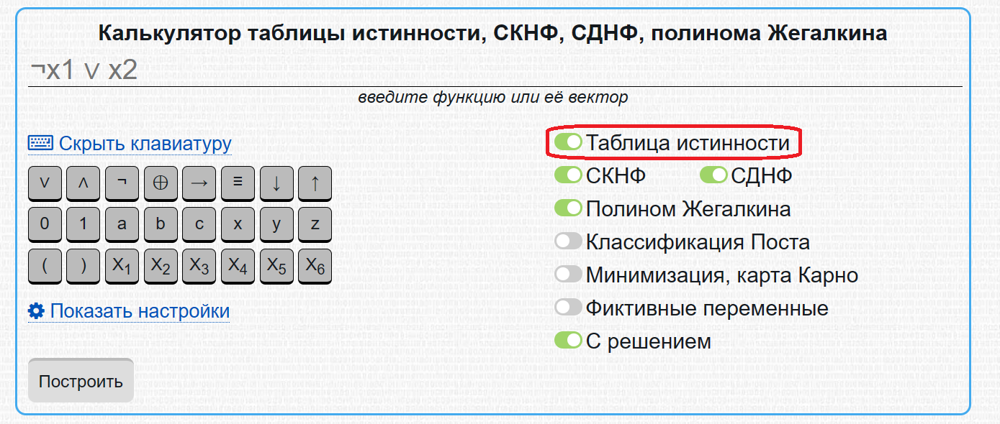 Калькулятор таблицы истинности, СКНФ, СДНФ, полинома Жегалкина
¬x1 ∨ x2
введите функцию или её вектор
Скрыть клавиатуру
∨ ∧ ¬ ⊕ → ≡ ↓ ↑
0 1 a b c x y z
( ) X₁ X₂ X₃ X₄ X₅ X₆
Показать настройки
Построить
Таблица истинности
СКНФ СДНФ
Полином Жегалкина
Классификация Поста
Минимизация, карта Карно
Фиктивные переменные
С решением